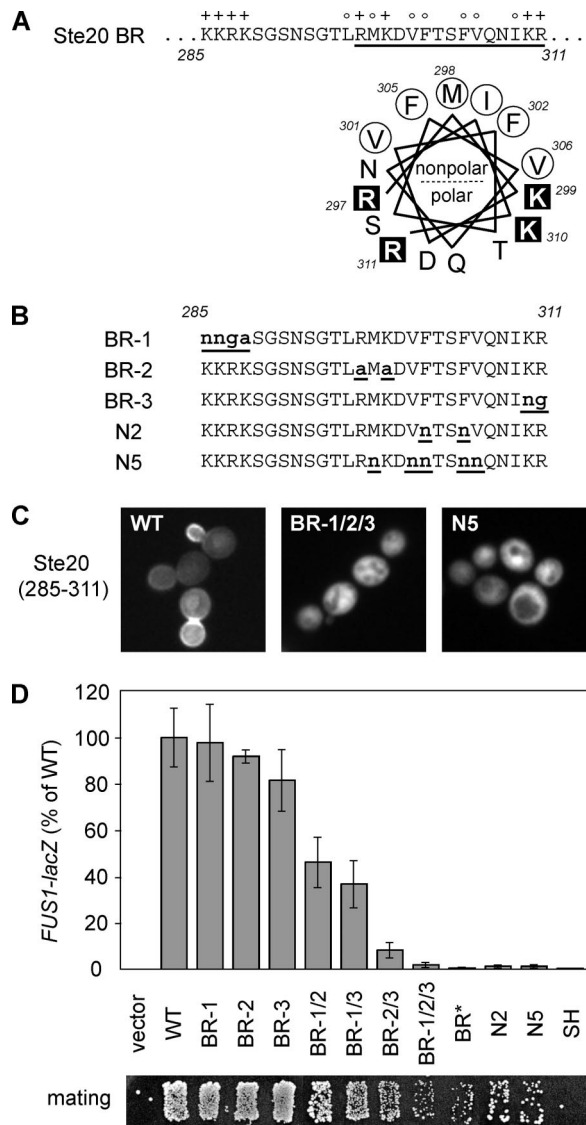 A
+ + + + ○ + ○ + ○ ○ ○ ○ ○ + +
Ste20 BR ... KKRKSGSNSGTLRMKDVFTSFVQNIKR ...
285 311
298
305 M I 302
F F
301
V V 306
N nonpolar K 299
R polar
297 S K 310
R T
311 D Q
B
285 311
BR-1 nngaSGSNSGTLRMKDVFTSFVQNIKR
BR-2 KKRKSGSNSGTLaMaDVFTSFVQNIKR
BR-3 KKRKSGSNSGTLRMKDVFTSFVQNIng
N2 KKRKSGSNSGTLRMKDVnTSnVQNIKR
N5 KKRKSGSNSGTLRnKDnnTSnnQNIKR
C
WT BR-1/2/3 N5
Ste20
(285-311)
D
FUS1-lacZ (% of WT)
120
100
80
60
40
20
0
vector WT BR-1 BR-2 BR-3 BR-1/2 BR-1/3 BR-2/3 BR-1/2/3 BR* N2 N5 SH
mating